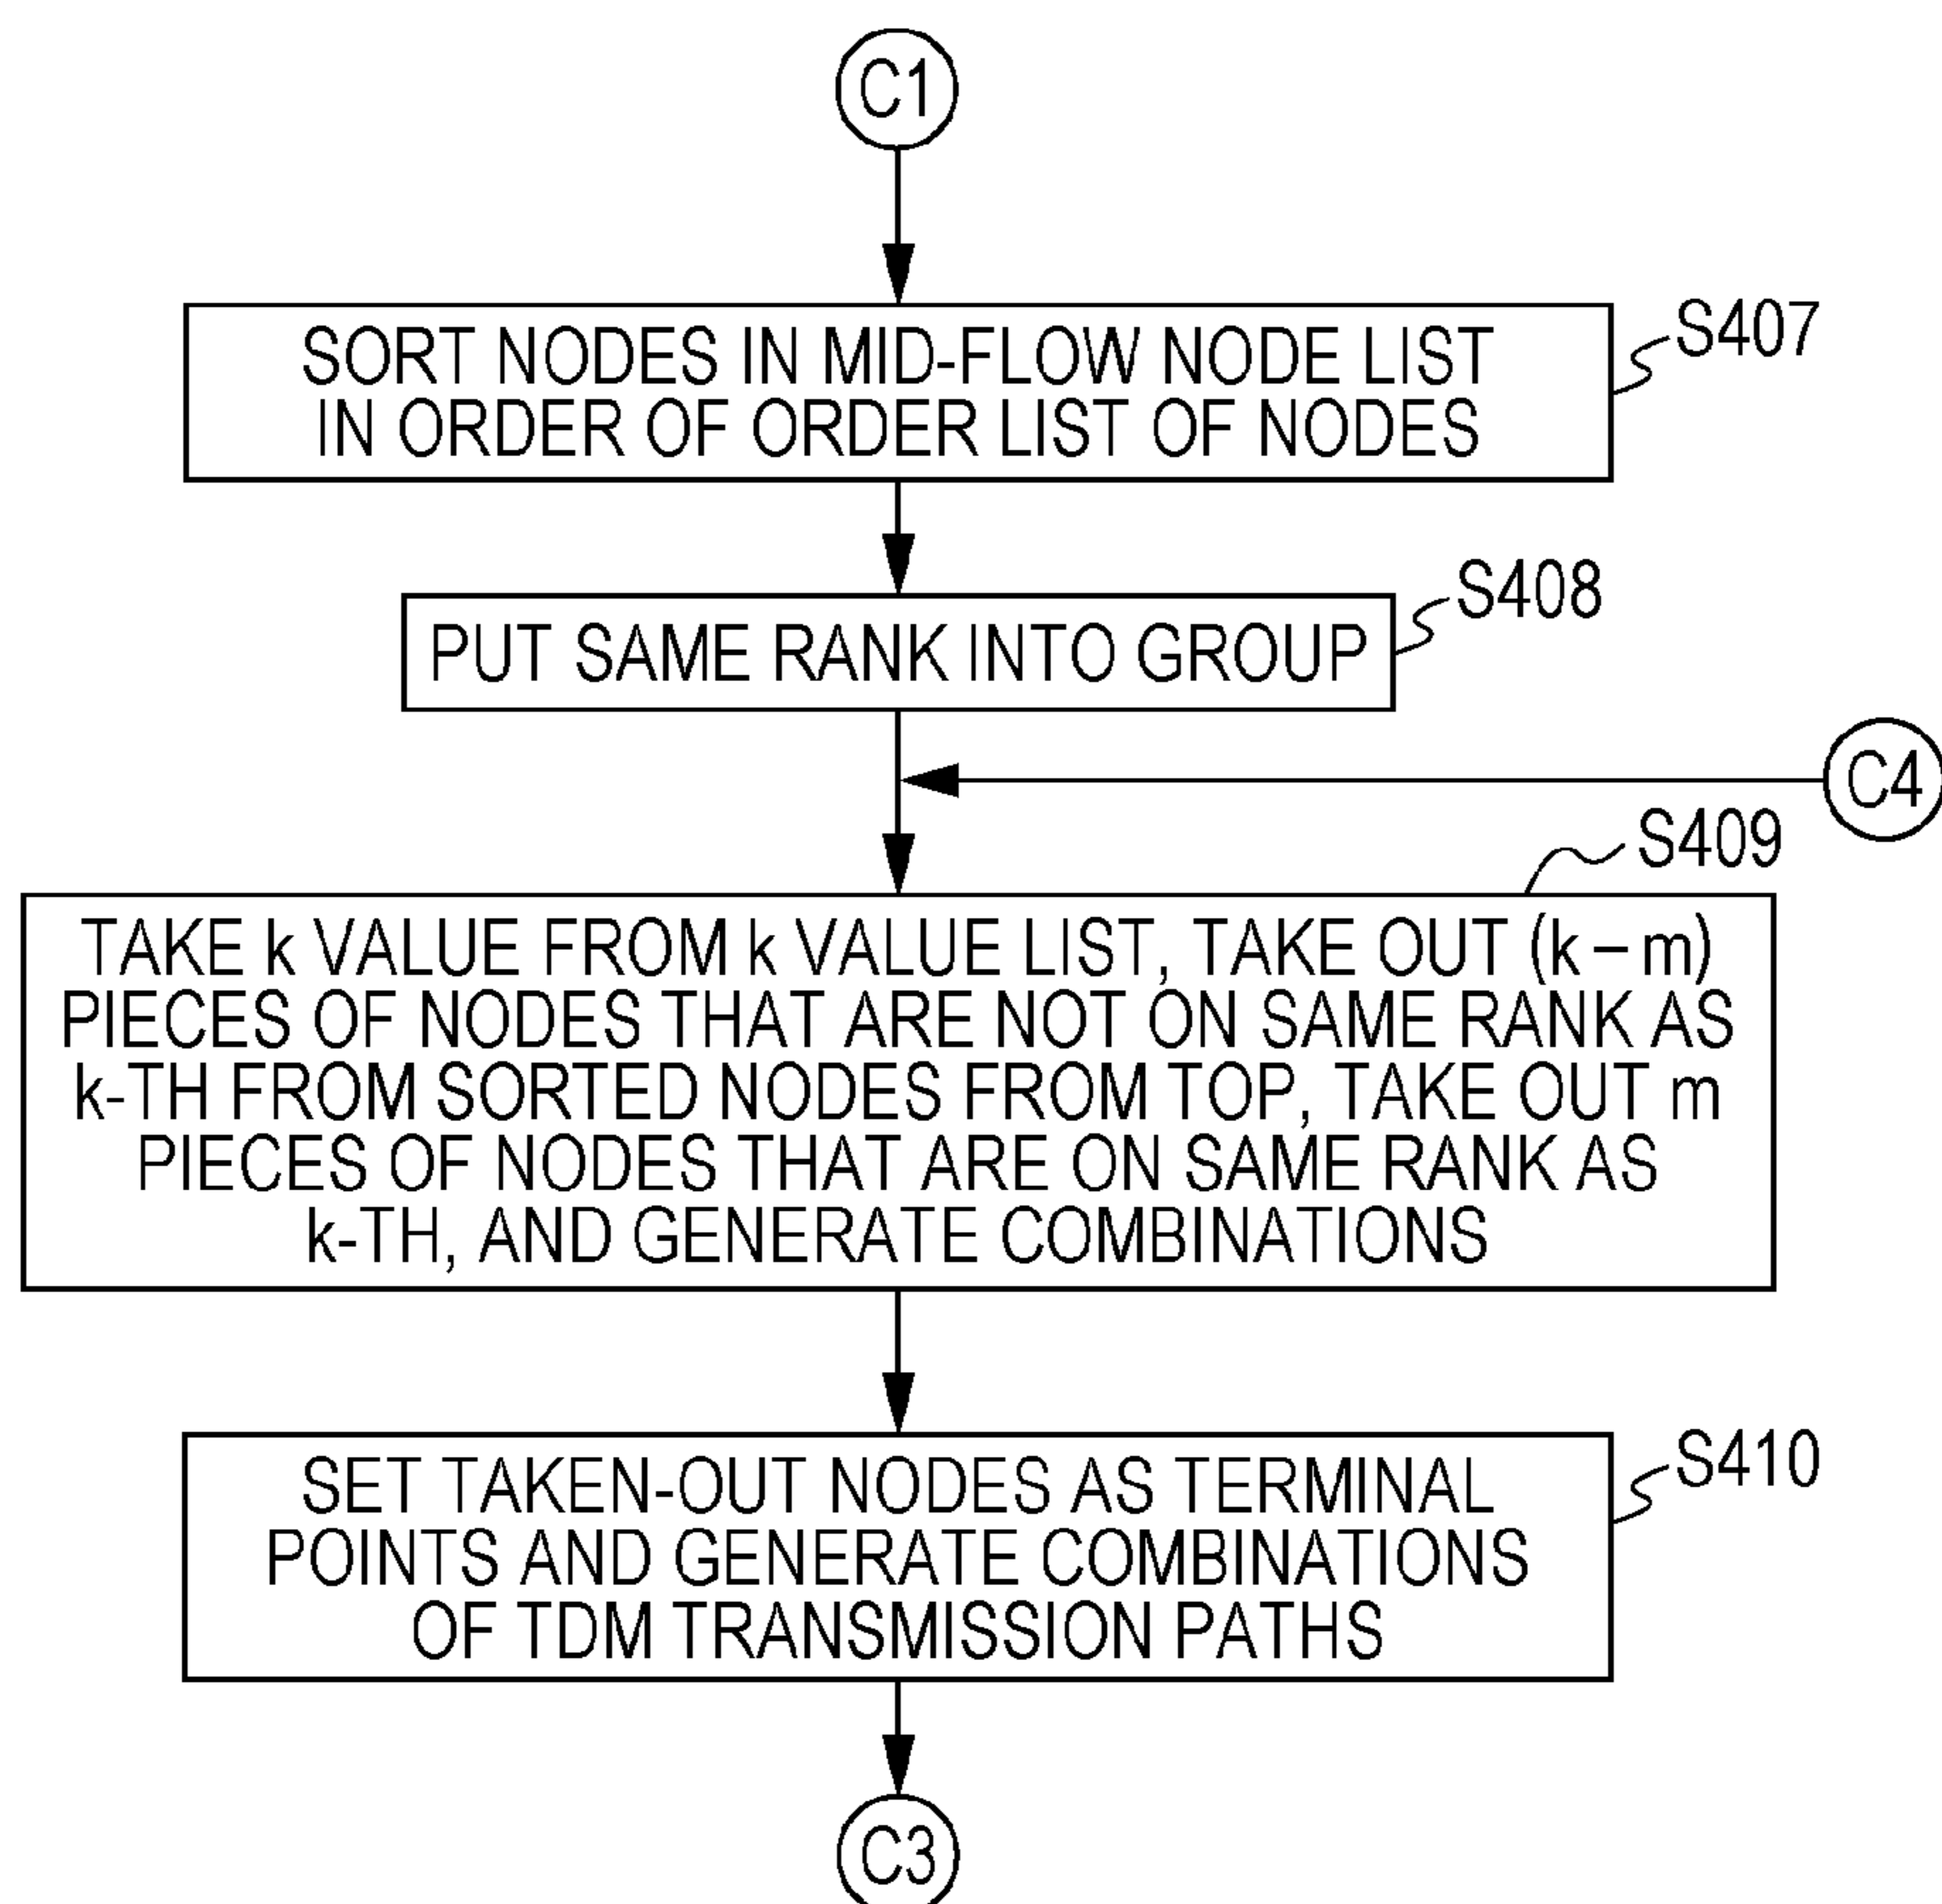 C1
SORT NODES IN MID-FLOW NODE LIST
IN ORDER OF ORDER LIST OF NODES
S407
PUT SAME RANK INTO GROUP
S408
C4
S409
TAKE k VALUE FROM k VALUE LIST, TAKE OUT (k – m)
PIECES OF NODES THAT ARE NOT ON SAME RANK AS
k-TH FROM SORTED NODES FROM TOP, TAKE OUT m
PIECES OF NODES THAT ARE ON SAME RANK AS
k-TH, AND GENERATE COMBINATIONS
SET TAKEN-OUT NODES AS TERMINAL
POINTS AND GENERATE COMBINATIONS
OF TDM TRANSMISSION PATHS
S410
C3